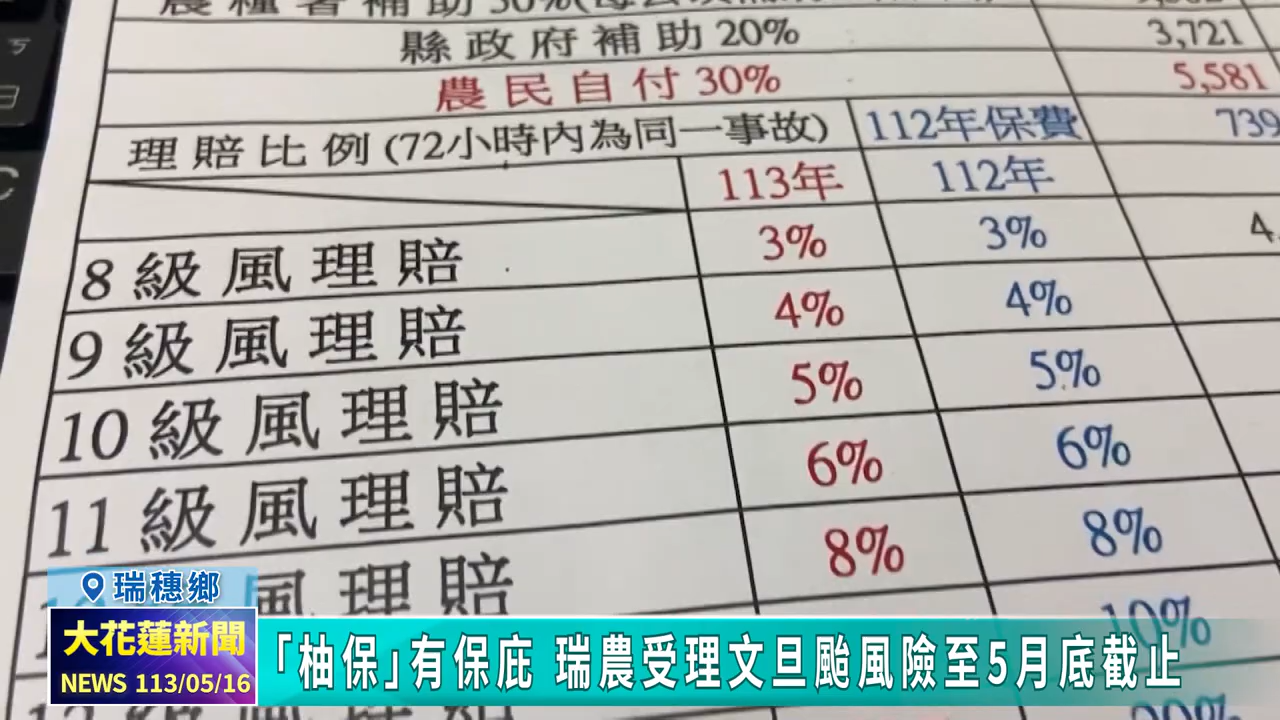 縣政府補助20% 3,721
農民自付30% 5,581
理賠比例(72小時內為同一事故) 112年保費 739
113年 112年
8級風理賠 3% 3%
9級風理賠 4% 4%
10級風理賠 5% 5%
11級風理賠 6% 6%
風理賠 8% 8%
10%
瑞穗鄉
大花蓮新聞
NEWS 113/05/16
「柚保」有保庇 瑞農受理文旦颱風險至5月底截止